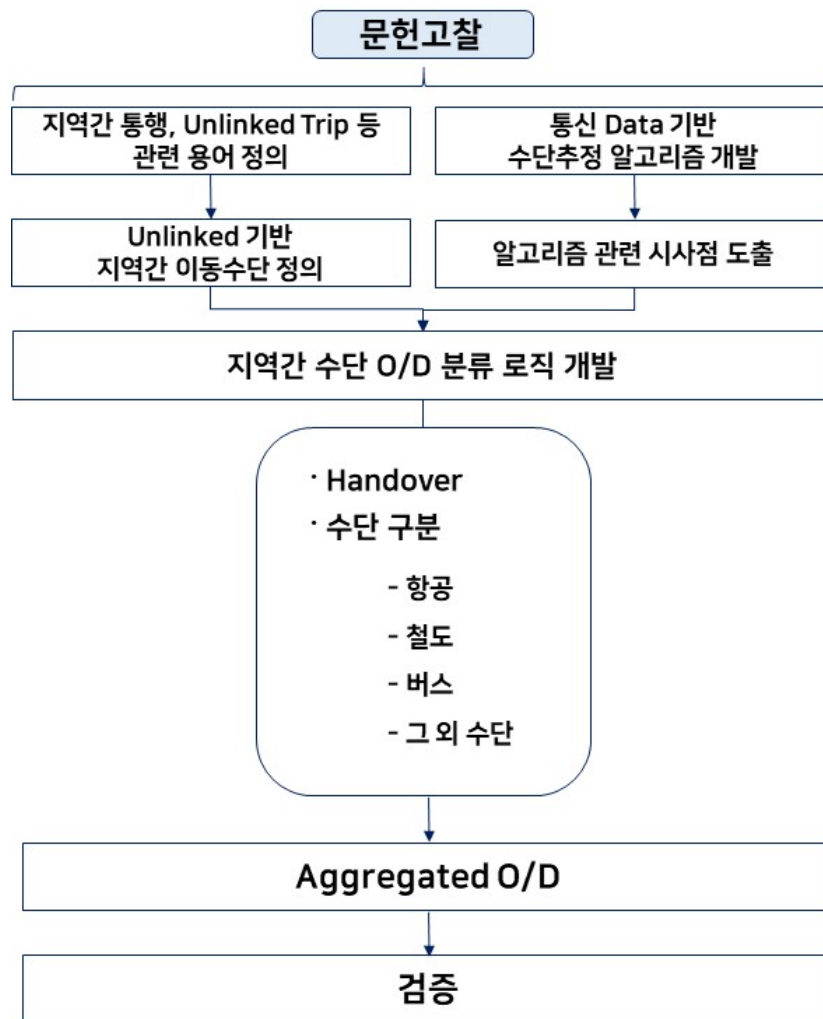 문헌고찰
지역간 통행, Unlinked Trip 등
관련 용어 정의
통신 Data 기반
수단추정 알고리즘 개발
Unlinked 기반
지역간 이동수단 정의
알고리즘 관련 시사점 도출
지역간 수단 O/D 분류 로직 개발
· Handover
· 수단 구분
- 항공
- 철도
- 버스
- 그 외 수단
Aggregated O/D
검증